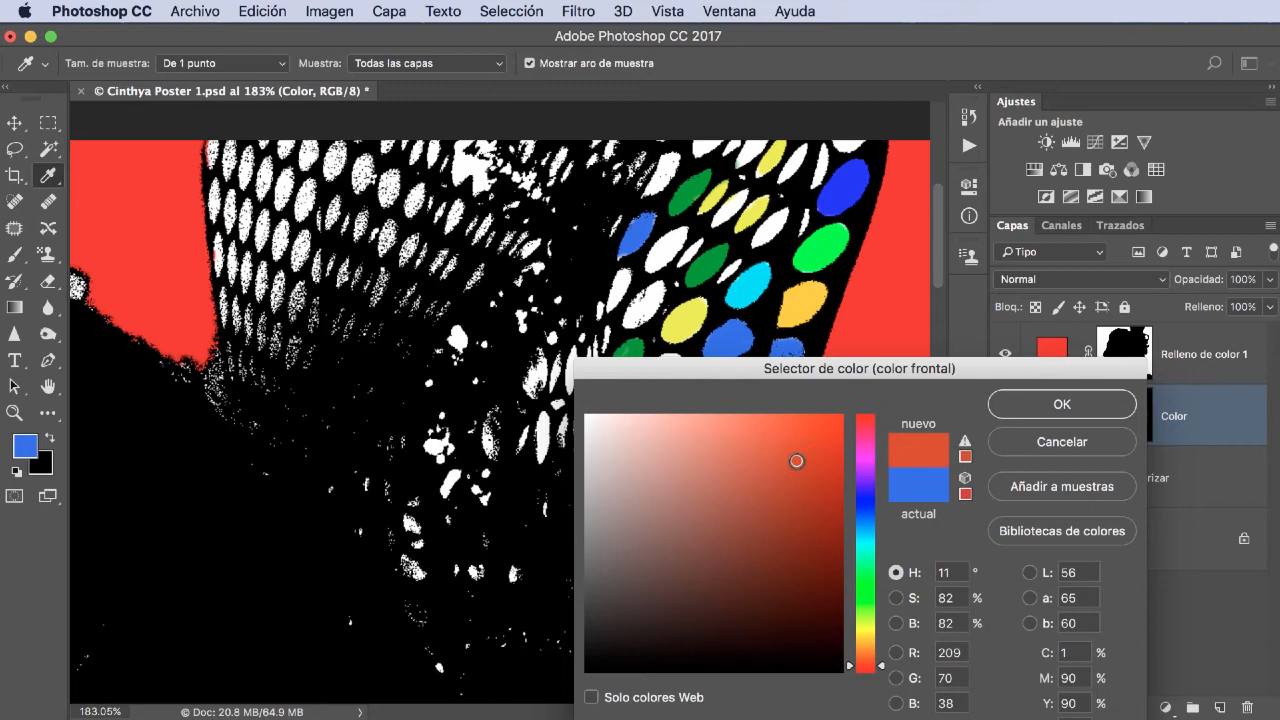 Photoshop CC Archivo Edición Imagen Capa Texto Selección Filtro 3D Vista Ventana Ayuda
Adobe Photoshop CC 2017
Tam. de muestra: De 1 punto Muestra: Todas las capas Mostrar aro de muestra
© Cinthya Poster 1.psd al 183% (Color, RGB/8) *
Ajustes
Añadir un ajuste
Capas Canales Trazados
Tipo
Normal Opacidad: 100%
Bloq.: Relleno: 100%
Relleno de color 1
Color
rizar
Selector de color (color frontal)
nuevo
actual
OK
Cancelar
Añadir a muestras
Bibliotecas de colores
H: 11 ° L: 56
S: 82 % a: 65
B: 82 % b: 60
R: 209 C: 1 %
G: 70 M: 90 %
B: 38 Y: 90 %
Solo colores Web
183.05% Doc: 20.8 MB/64.9 MB